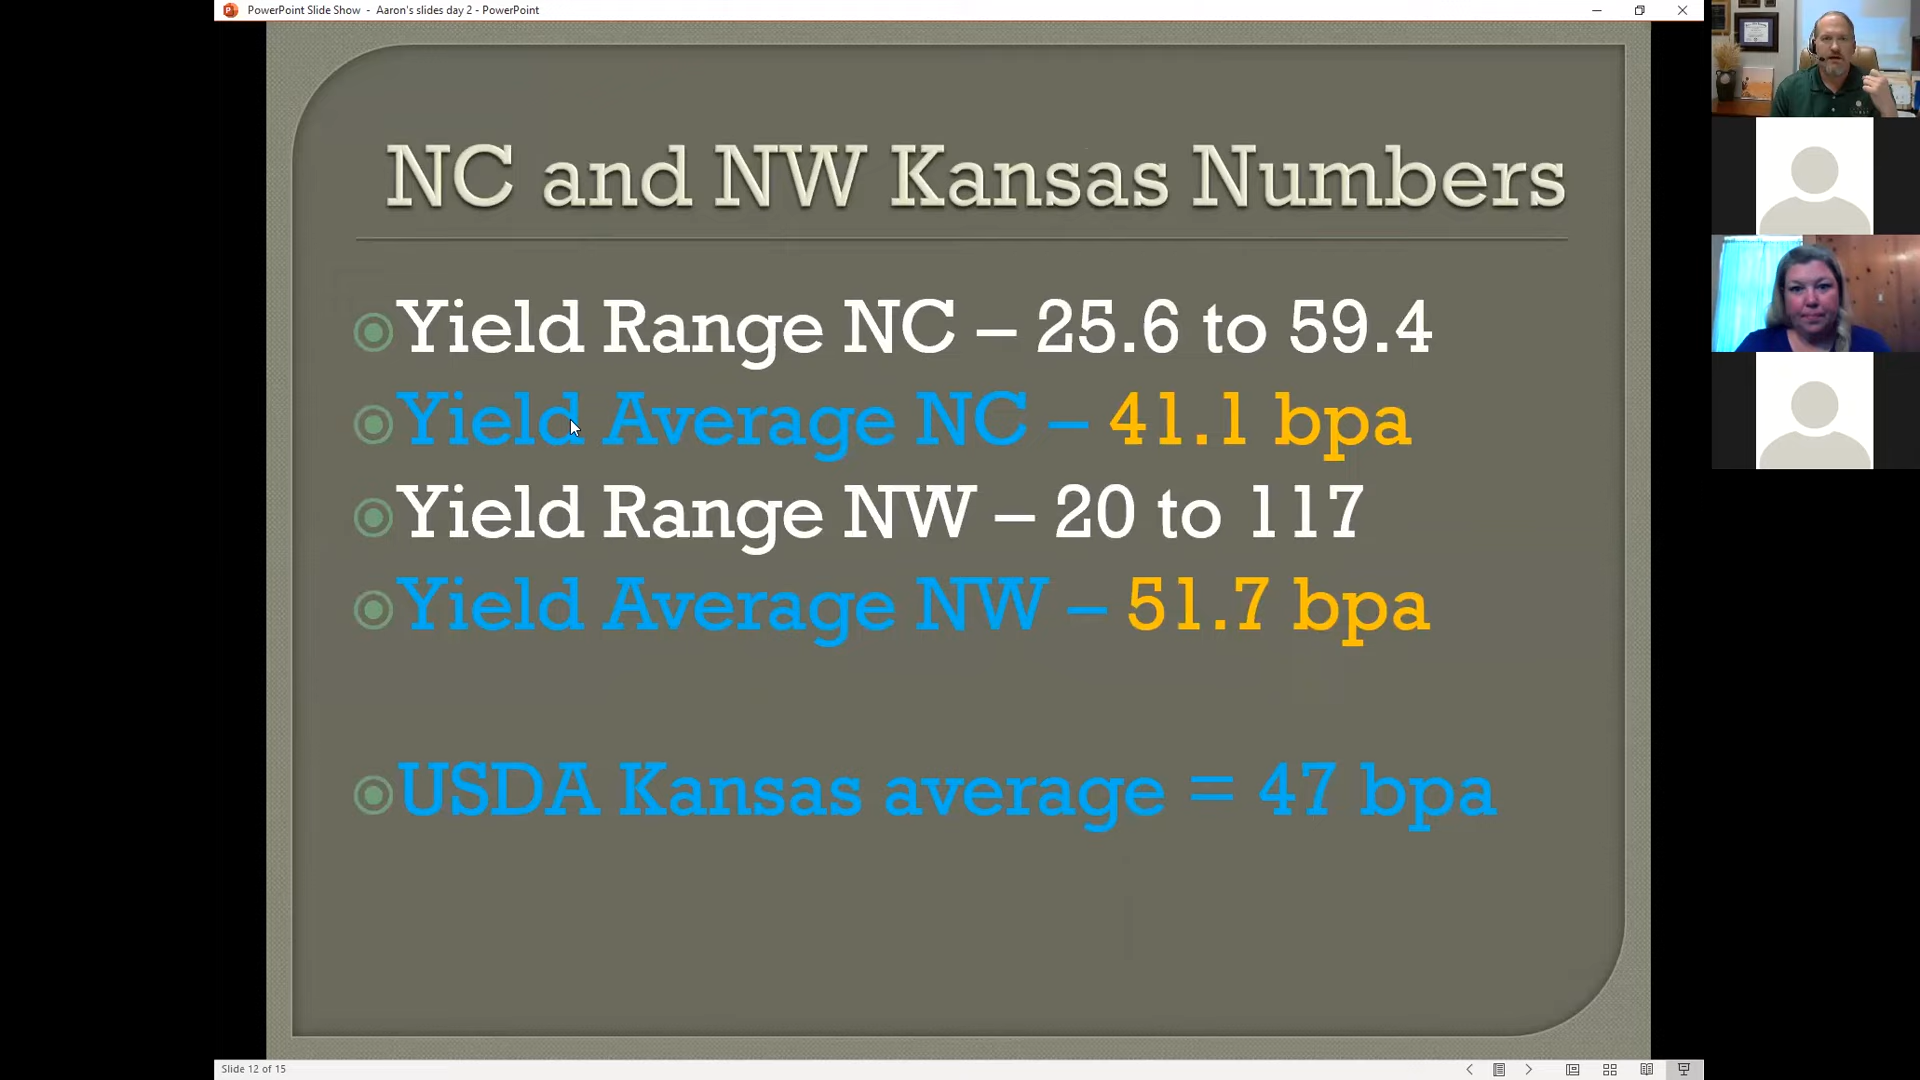 PowerPoint Slide Show - Aaron's slides day 2 - PowerPoint
NC and NW Kansas Numbers
Yield Range NC – 25.6 to 59.4
Yield Average NC – 41.1 bpa
Yield Range NW – 20 to 117
Yield Average NW – 51.7 bpa
USDA Kansas average = 47 bpa
Slide 12 of 15